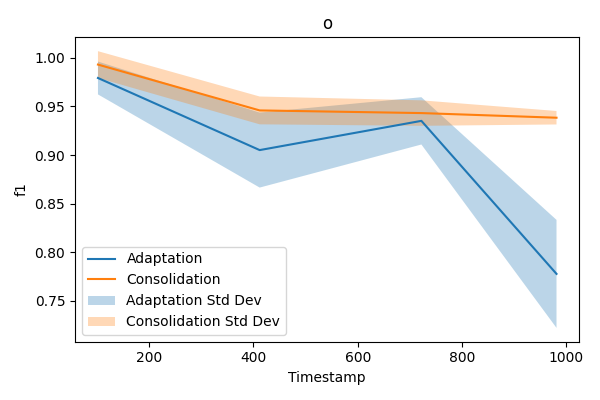 o
1.00
0.95
0.90
0.85
0.80
0.75
f1
Adaptation
Consolidation
Adaptation Std Dev
Consolidation Std Dev
200 400 600 800 1000
Timestamp